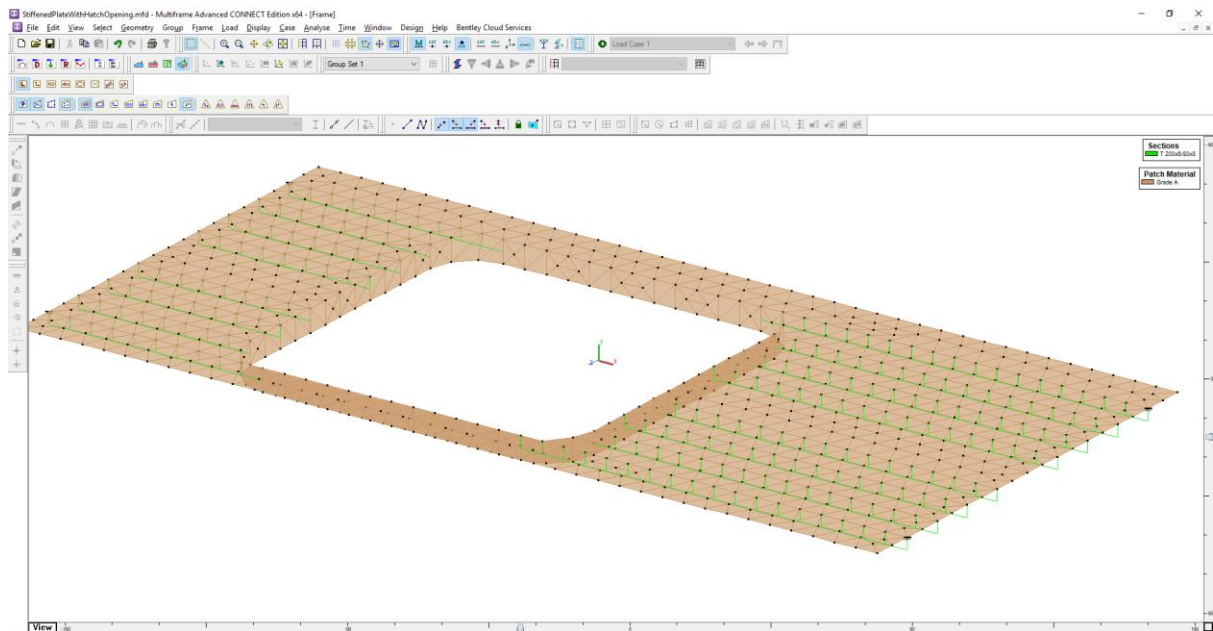 StiffenedPlateWithHatchOpening.mfd - Multiframe Advanced CONNECT Edition x64 - [Frame]
File Edit View Select Geometry Group Frame Load Display Case Analyse Time Window Design Help Bentley Cloud Services
Load Case 1
Group Set 1
Sections
T 200x9/80x8
Patch Material
Grade A
Y
X
Z
View
0